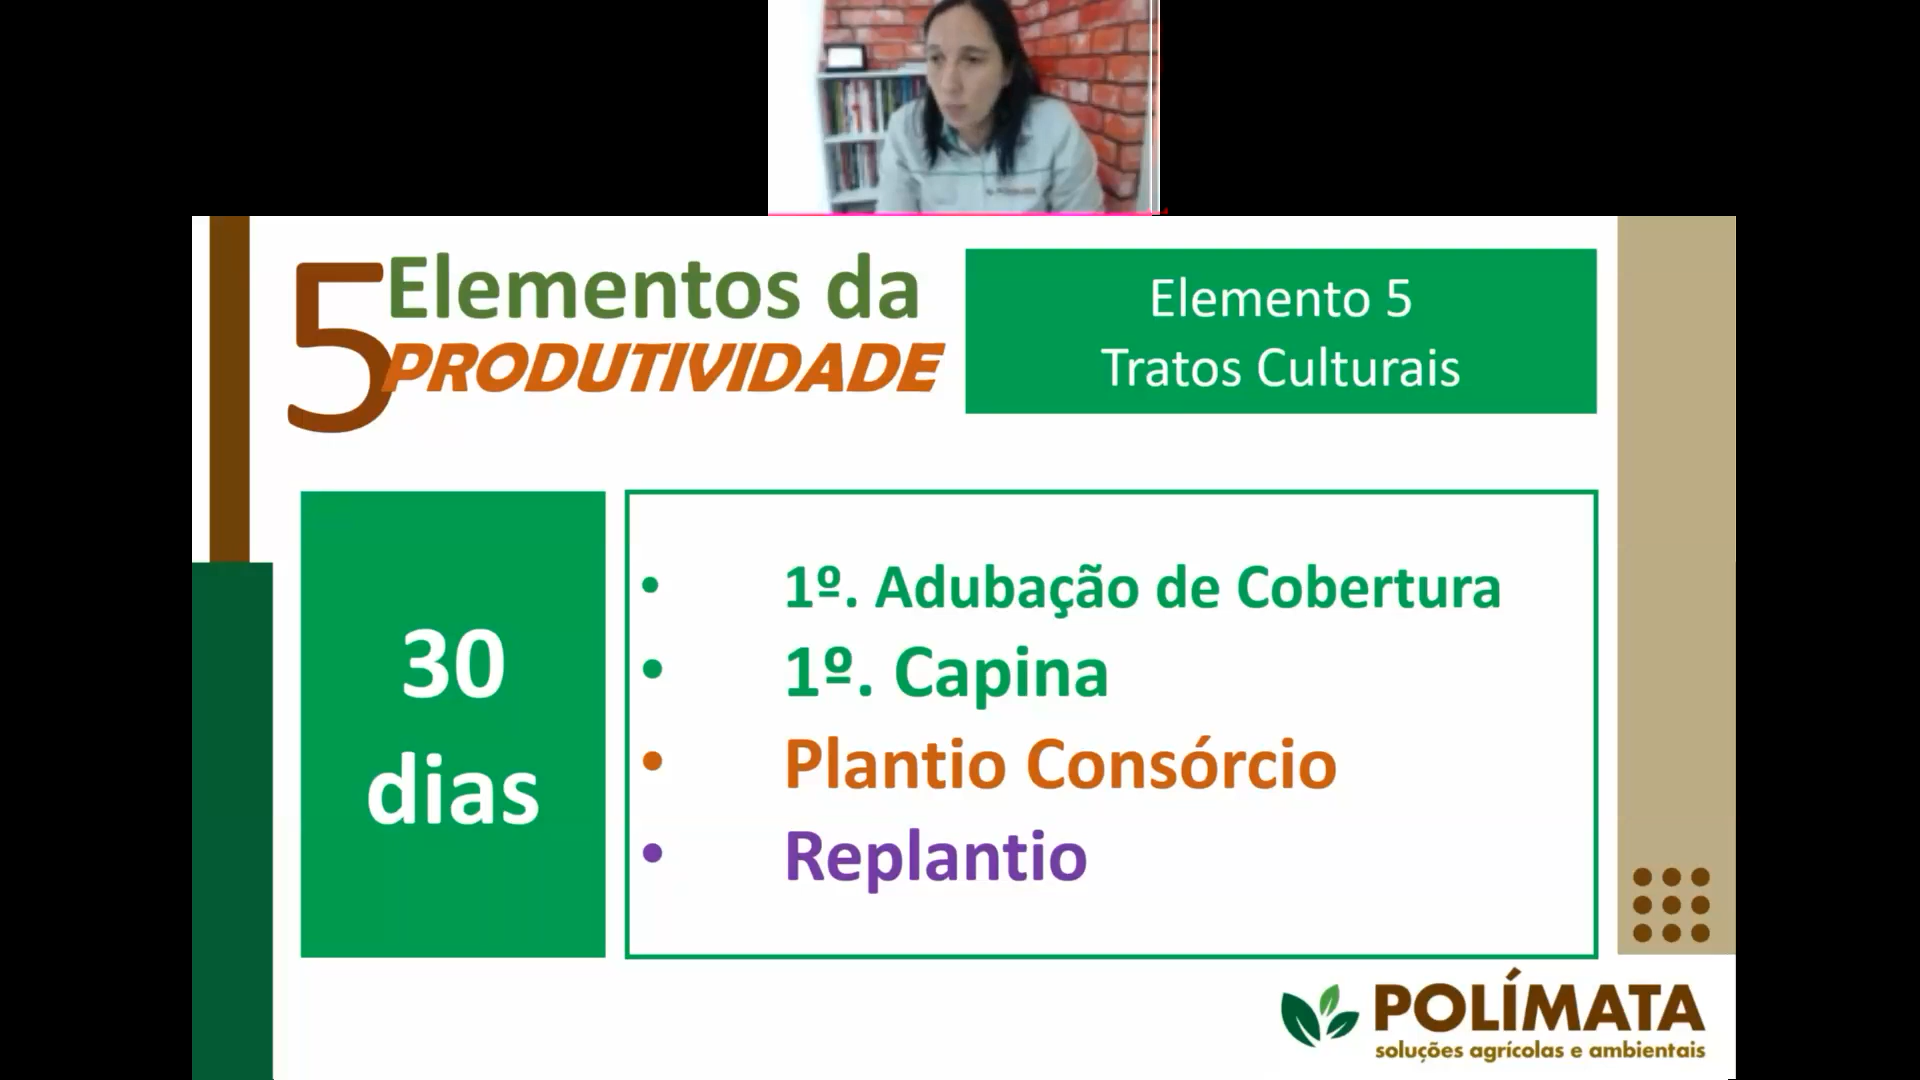 5 Elementos da
PRODUTIVIDADE
Elemento 5
Tratos Culturais
30
dias
• 1º. Adubação de Cobertura
• 1º. Capina
• Plantio Consórcio
• Replantio
POLÍMATA
soluções agrícolas e ambientais